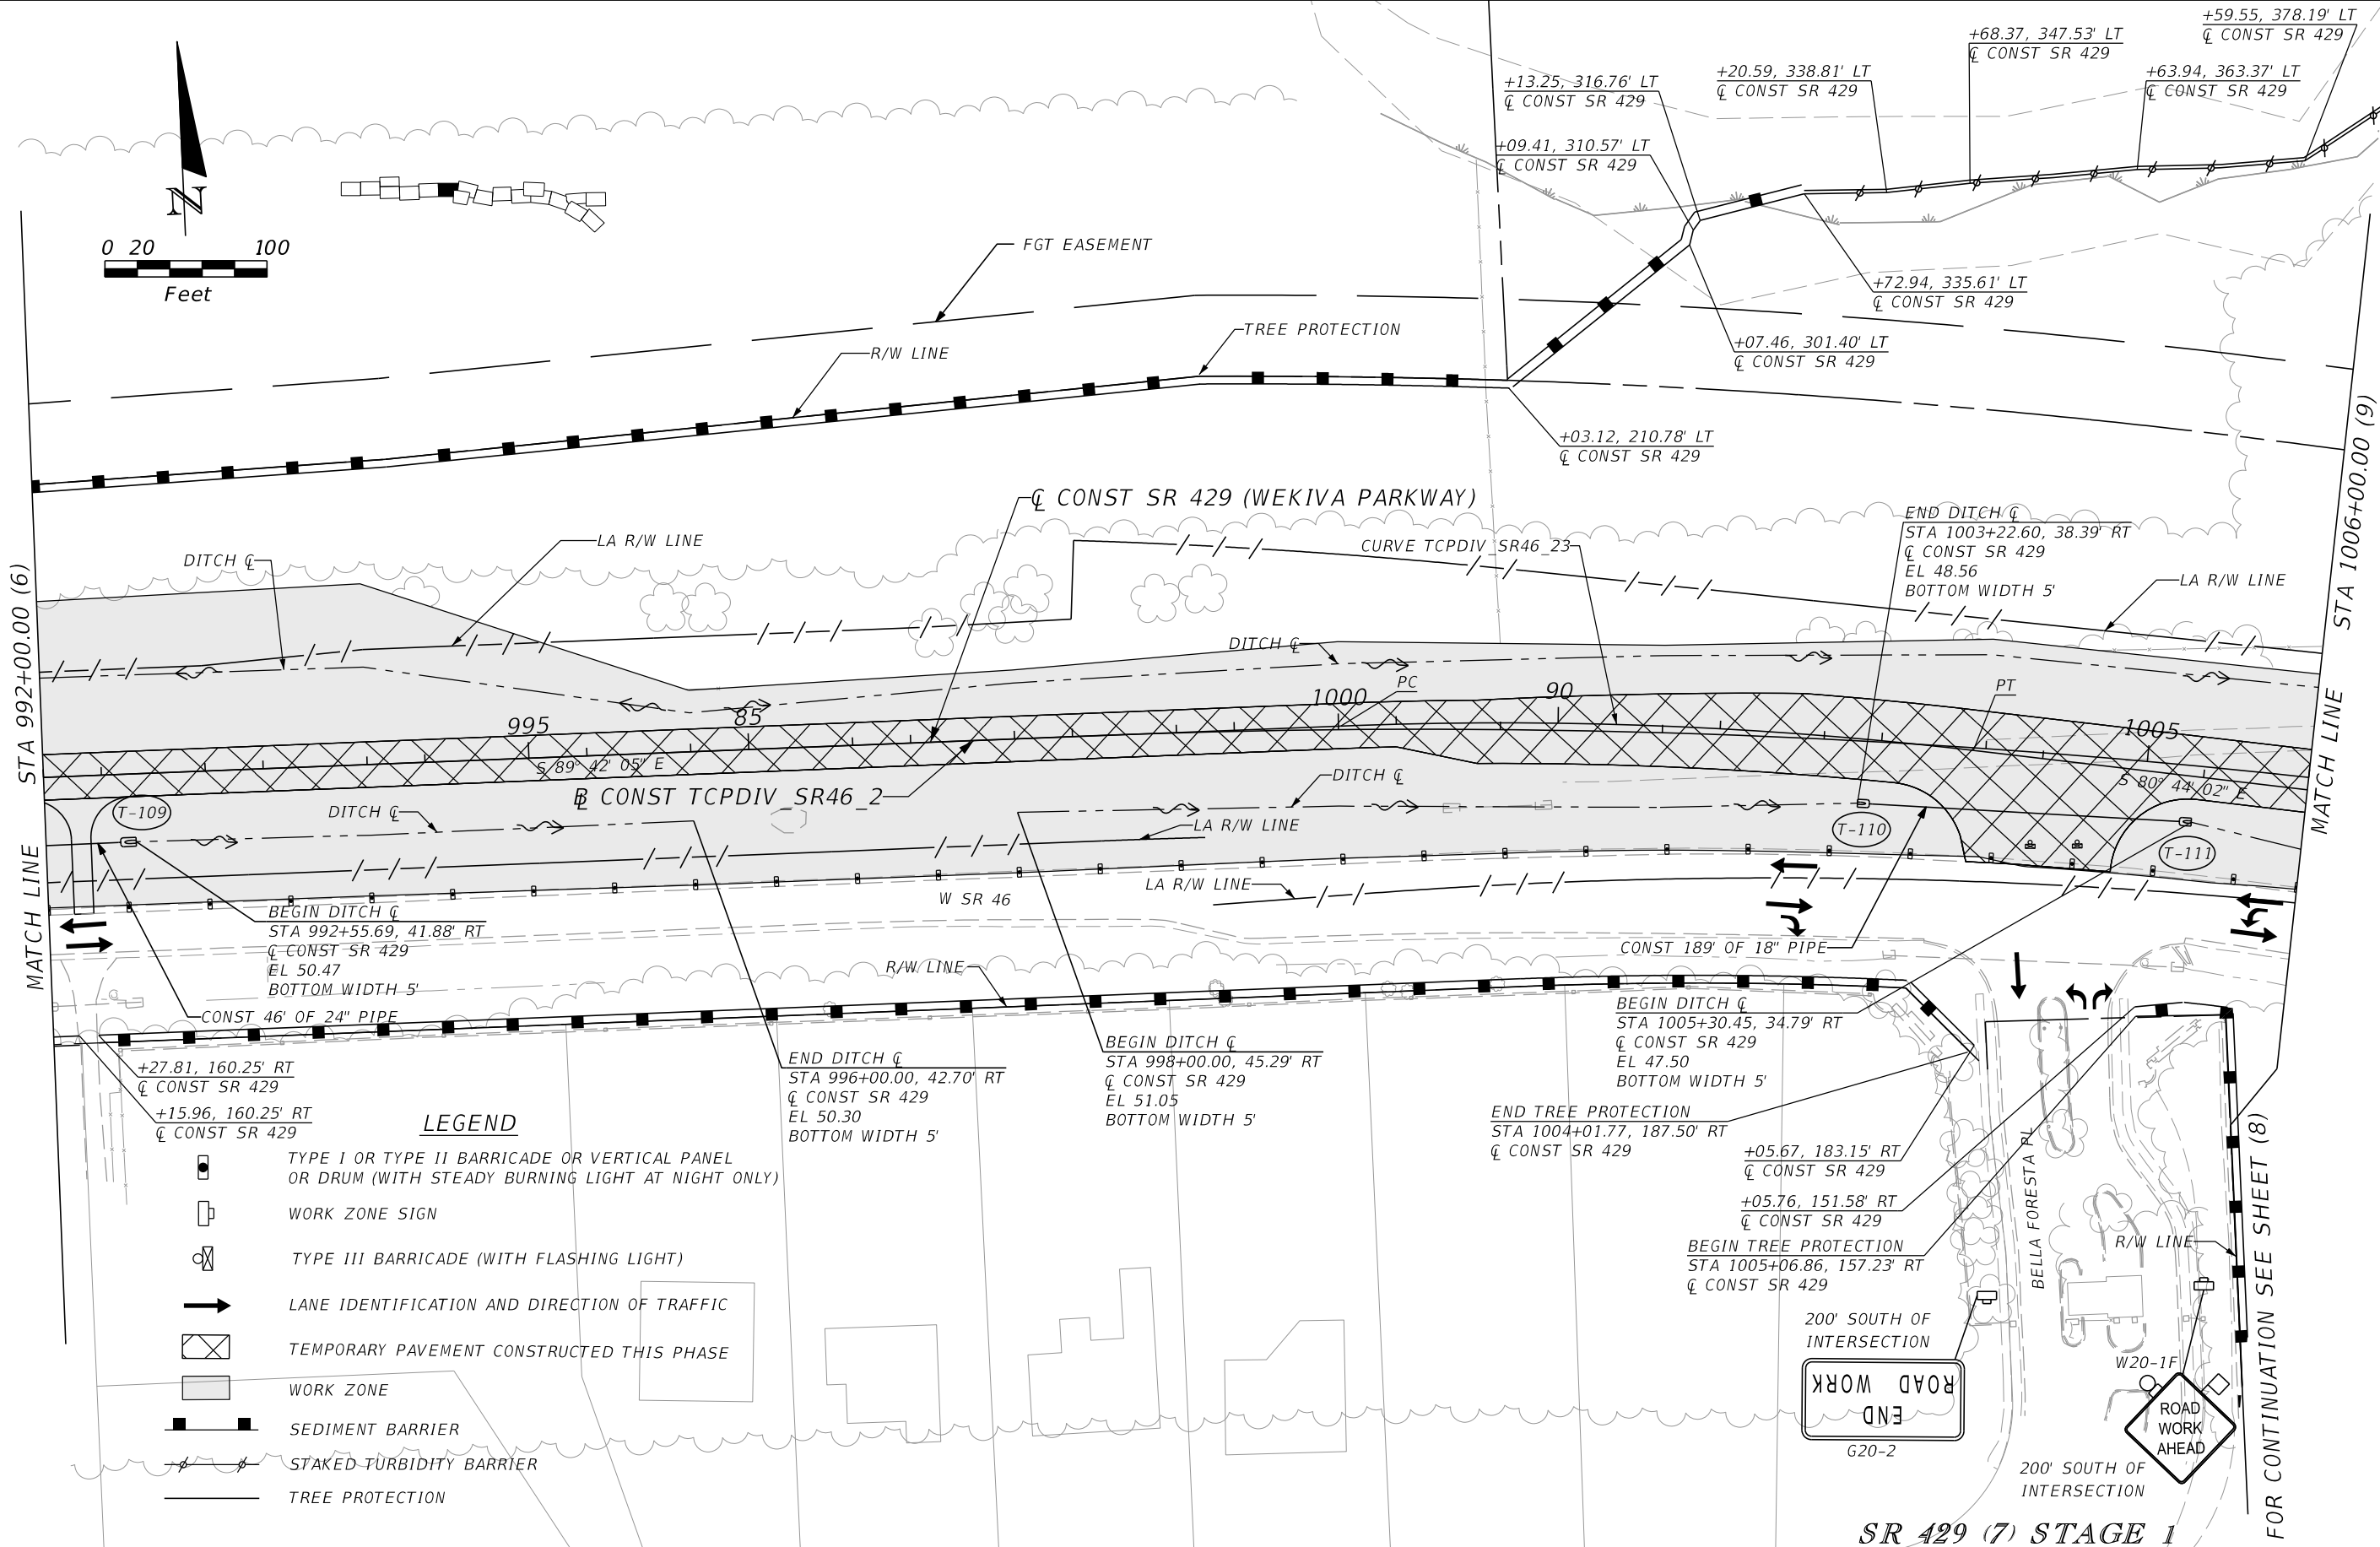 +59.55, 378.19' LT
℄ CONST SR 429
+68.37, 347.53' LT
℄ CONST SR 429
+63.94, 363.37' LT
℄ CONST SR 429
+20.59, 338.81' LT
℄ CONST SR 429
+13.25, 316.76' LT
℄ CONST SR 429
+09.41, 310.57' LT
℄ CONST SR 429
N
0 20 100
Feet
FGT EASEMENT
+72.94, 335.61' LT
℄ CONST SR 429
TREE PROTECTION
R/W LINE
+07.46, 301.40' LT
℄ CONST SR 429
+03.12, 210.78' LT
℄ CONST SR 429
℄ CONST SR 429 (WEKIVA PARKWAY)
END DITCH ℄
STA 1003+22.60, 38.39' RT
℄ CONST SR 429
EL 48.56
BOTTOM WIDTH 5'
LA R/W LINE
CURVE TCPDIV_SR46_23
DITCH ℄
LA R/W LINE
MATCH LINE STA 992+00.00 (6)
MATCH LINE STA 1006+00.00 (9)
DITCH ℄
PC
PT
995
85
1000
90
1005
S 89° 42' 05" E
S 80° 44' 02" E
DITCH ℄
B̲L CONST TCPDIV_SR46_2
T-109
DITCH ℄
LA R/W LINE
T-110
T-111
LA R/W LINE
W SR 46
BEGIN DITCH ℄
STA 992+55.69, 41.88' RT
℄ CONST SR 429
EL 50.47
BOTTOM WIDTH 5'
CONST 189' OF 18" PIPE
R/W LINE
CONST 46' OF 24" PIPE
BEGIN DITCH ℄
STA 1005+30.45, 34.79' RT
℄ CONST SR 429
EL 47.50
BOTTOM WIDTH 5'
BEGIN DITCH ℄
STA 998+00.00, 45.29' RT
℄ CONST SR 429
EL 51.05
BOTTOM WIDTH 5'
END DITCH ℄
STA 996+00.00, 42.70' RT
℄ CONST SR 429
EL 50.30
BOTTOM WIDTH 5'
+27.81, 160.25' RT
℄ CONST SR 429
+15.96, 160.25' RT
℄ CONST SR 429
END TREE PROTECTION
STA 1004+01.77, 187.50' RT
℄ CONST SR 429
+05.67, 183.15' RT
℄ CONST SR 429
+05.76, 151.58' RT
℄ CONST SR 429
BEGIN TREE PROTECTION
STA 1005+06.86, 157.23' RT
℄ CONST SR 429
BELLA FORESTA PL
R/W LINE
FOR CONTINUATION SEE SHEET (8)
LEGEND
TYPE I OR TYPE II BARRICADE OR VERTICAL PANEL
OR DRUM (WITH STEADY BURNING LIGHT AT NIGHT ONLY)
WORK ZONE SIGN
TYPE III BARRICADE (WITH FLASHING LIGHT)
LANE IDENTIFICATION AND DIRECTION OF TRAFFIC
TEMPORARY PAVEMENT CONSTRUCTED THIS PHASE
WORK ZONE
SEDIMENT BARRIER
STAKED TURBIDITY BARRIER
TREE PROTECTION
200' SOUTH OF
INTERSECTION
END
ROAD WORK
G20-2
W20-1F
ROAD
WORK
AHEAD
200' SOUTH OF
INTERSECTION
SR 429 (7) STAGE 1